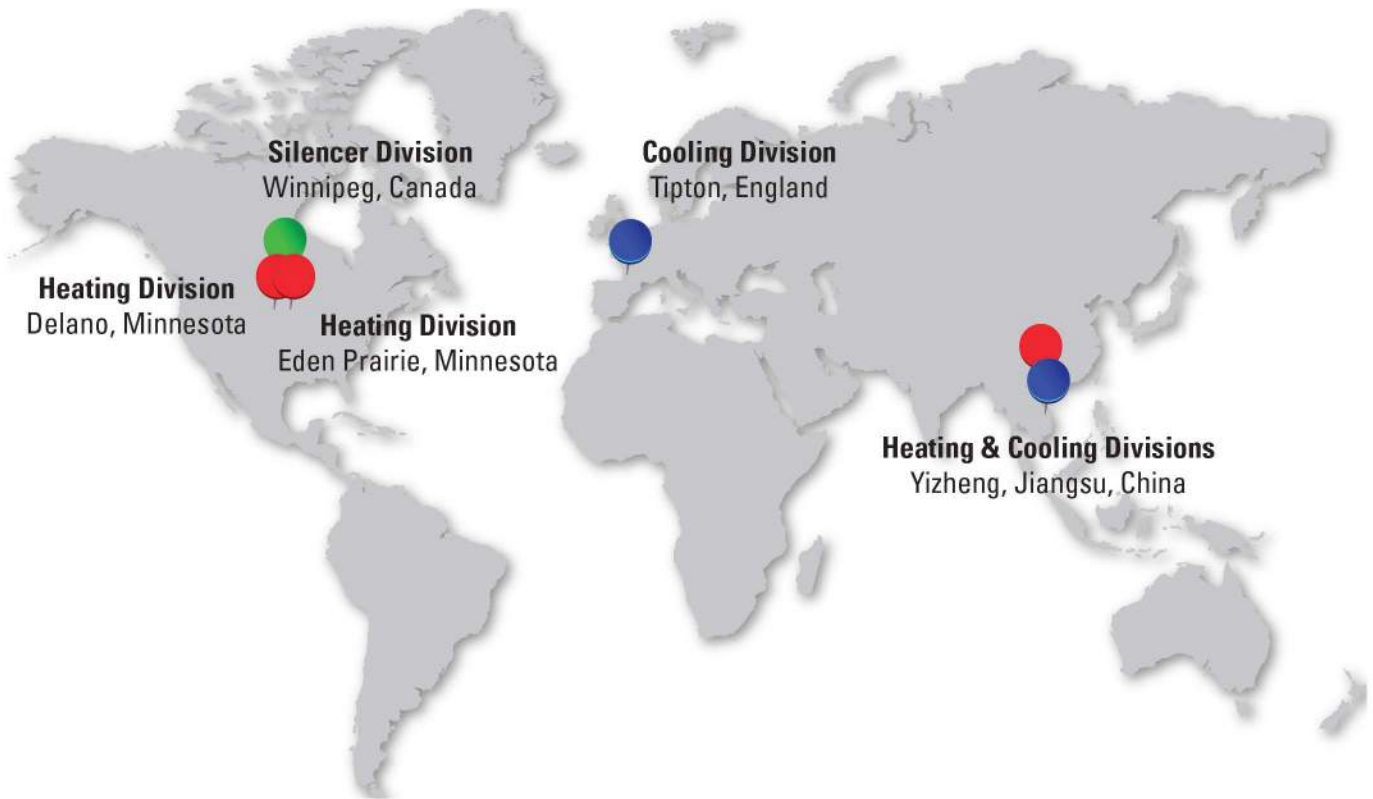 Silencer Division
Winnipeg, Canada
Cooling Division
Tipton, England
Heating Division
Delano, Minnesota
Heating Division
Eden Prairie, Minnesota
Heating & Cooling Divisions
Yizheng, Jiangsu, China